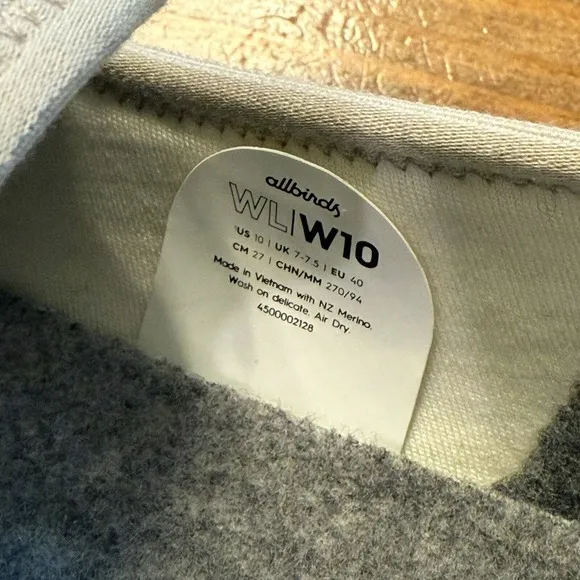 allbirds
WL|W10
US 10 | UK 7-7.5 | EU 40
CM 27 | CHN/MM 270/94
Made in Vietnam with NZ Merino.
Wash on delicate. Air Dry.
4500002128